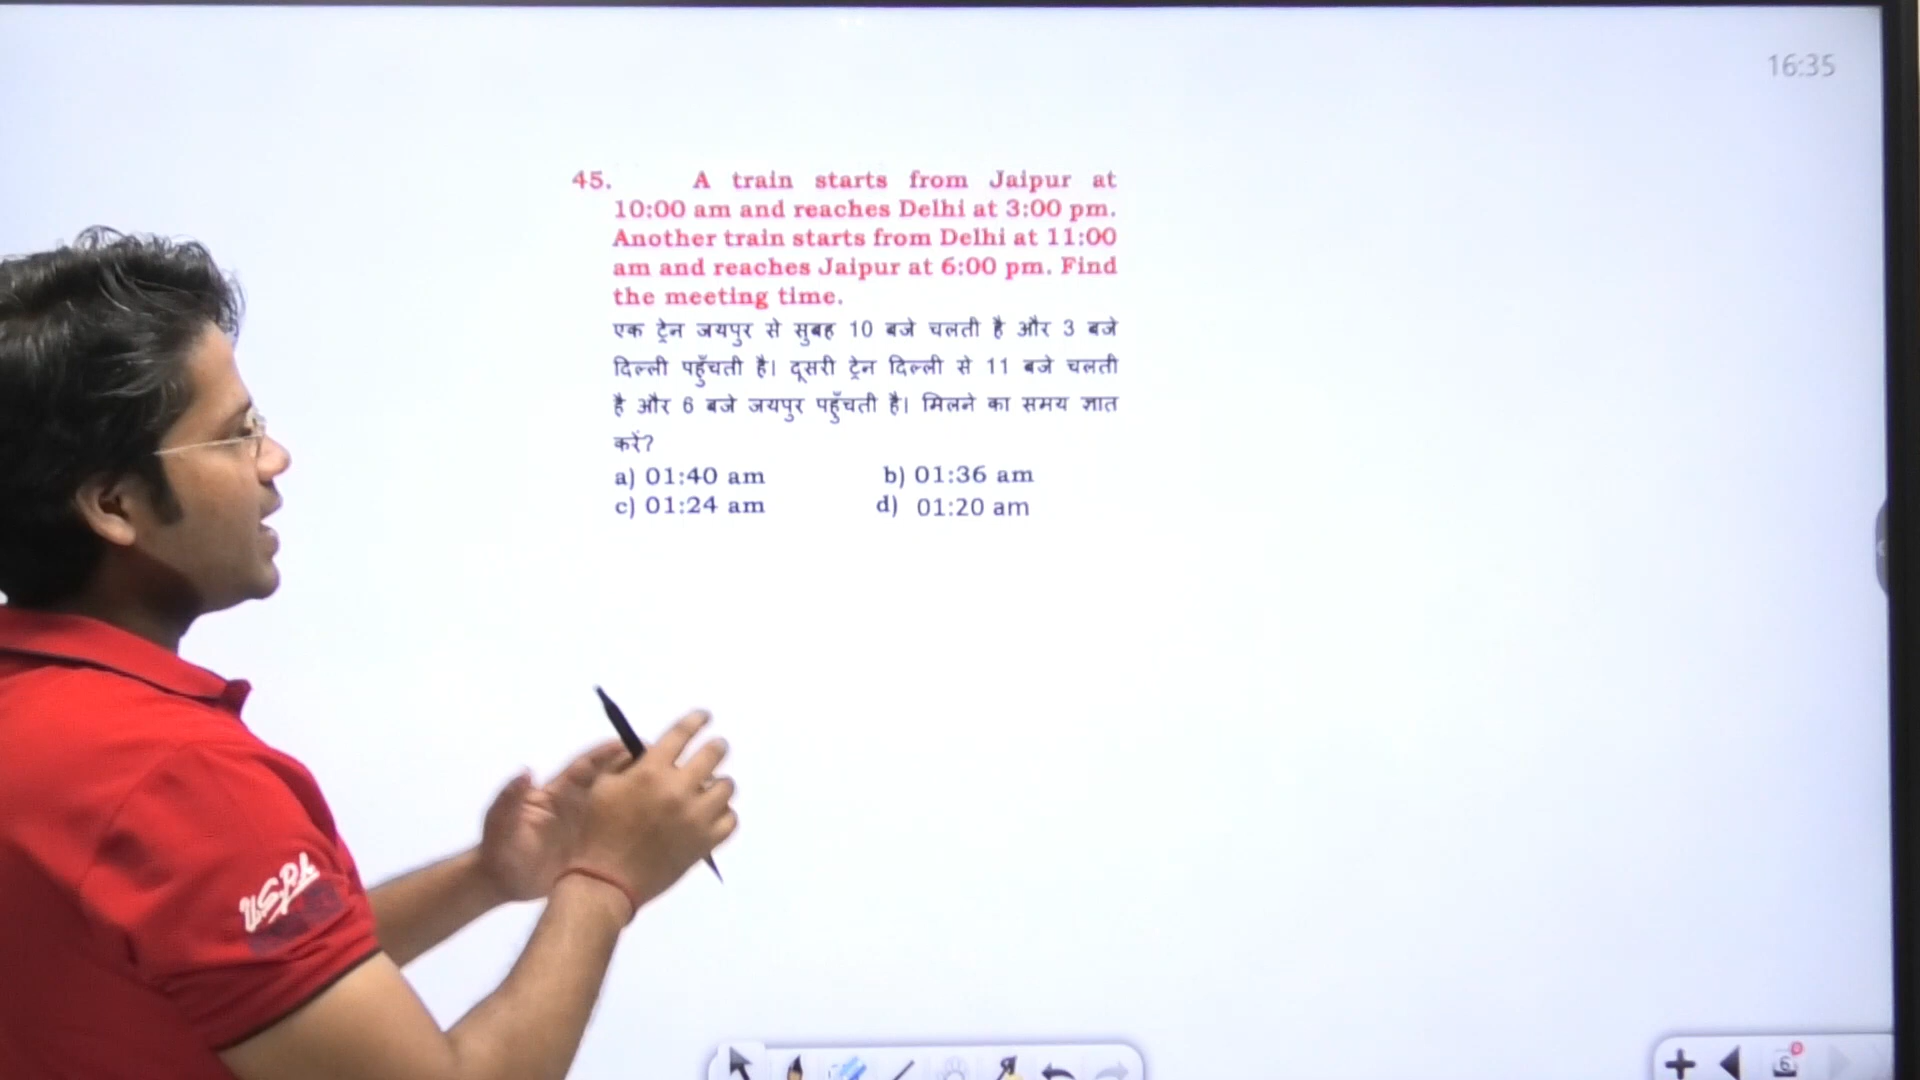 16:35
45. A train starts from Jaipur at
10:00 am and reaches Delhi at 3:00 pm.
Another train starts from Delhi at 11:00
am and reaches Jaipur at 6:00 pm. Find
the meeting time.
एक ट्रेन जयपुर से सुबह 10 बजे चलती है और 3 बजे
दिल्ली पहुँचती है। दूसरी ट्रेन दिल्ली से 11 बजे चलती
है और 6 बजे जयपुर पहुँचती है। मिलने का समय ज्ञात
करें?
a) 01:40 am b) 01:36 am
c) 01:24 am d) 01:20 am
USPA